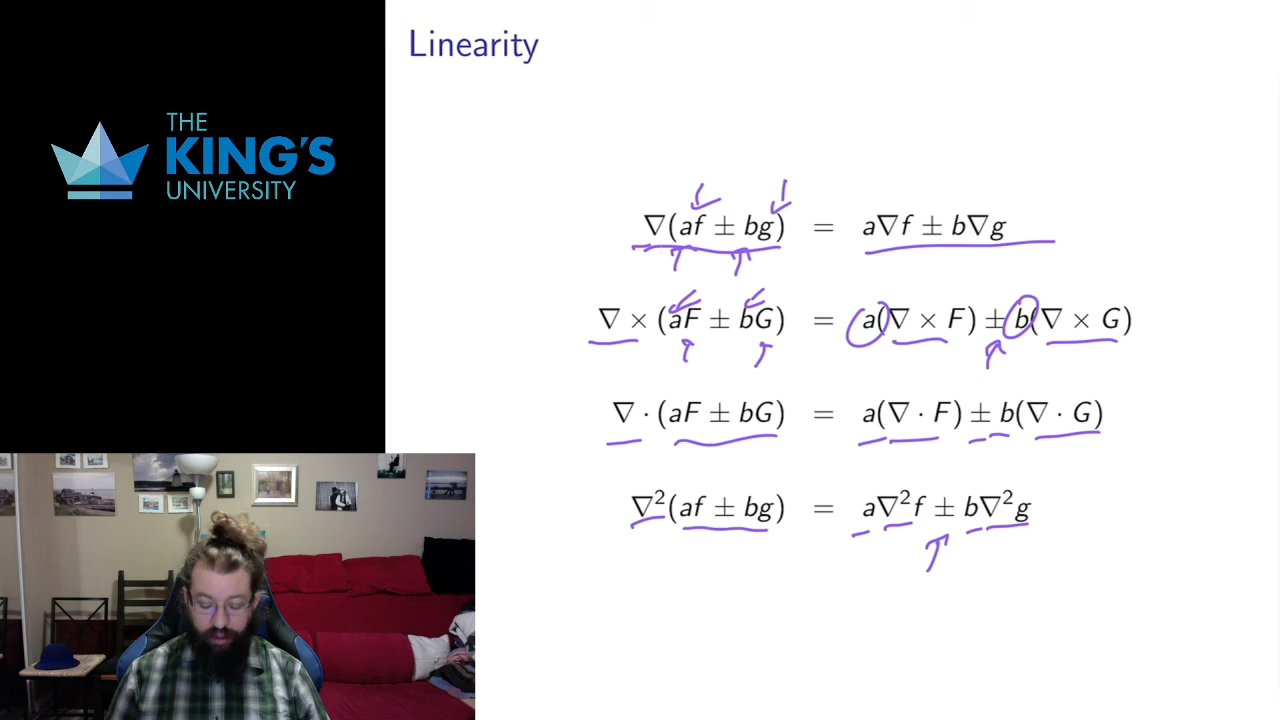 Linearity
THE
KING'S
UNIVERSITY
∇(af ± bg) = a∇f ± b∇g
∇ × (aF ± bG) = a(∇ × F) ± b(∇ × G)
∇ · (aF ± bG) = a(∇ · F) ± b(∇ · G)
∇²(af ± bg) = a∇²f ± b∇²g